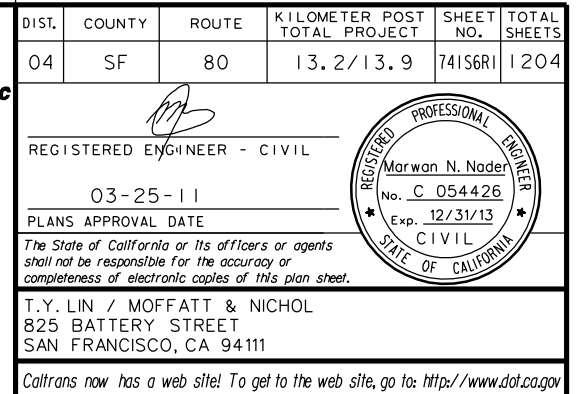 DIST. COUNTY ROUTE KILOMETER POST TOTAL PROJECT SHEET NO. TOTAL SHEETS
04 SF 80 13.2/13.9 741S6R1 1204
c
REGISTERED ENGINEER - CIVIL
03-25-11
PLANS APPROVAL DATE
The State of California or its officers or agents
shall not be responsible for the accuracy or
completeness of electronic copies of this plan sheet.
REGISTERED PROFESSIONAL ENGINEER
Marwan N. Nader
No. C 054426
Exp. 12/31/13
CIVIL
STATE OF CALIFORNIA
T.Y. LIN / MOFFATT & NICHOL
825 BATTERY STREET
SAN FRANCISCO, CA 94111
Caltrans now has a web site! To get to the web site, go to: http://www.dot.ca.gov